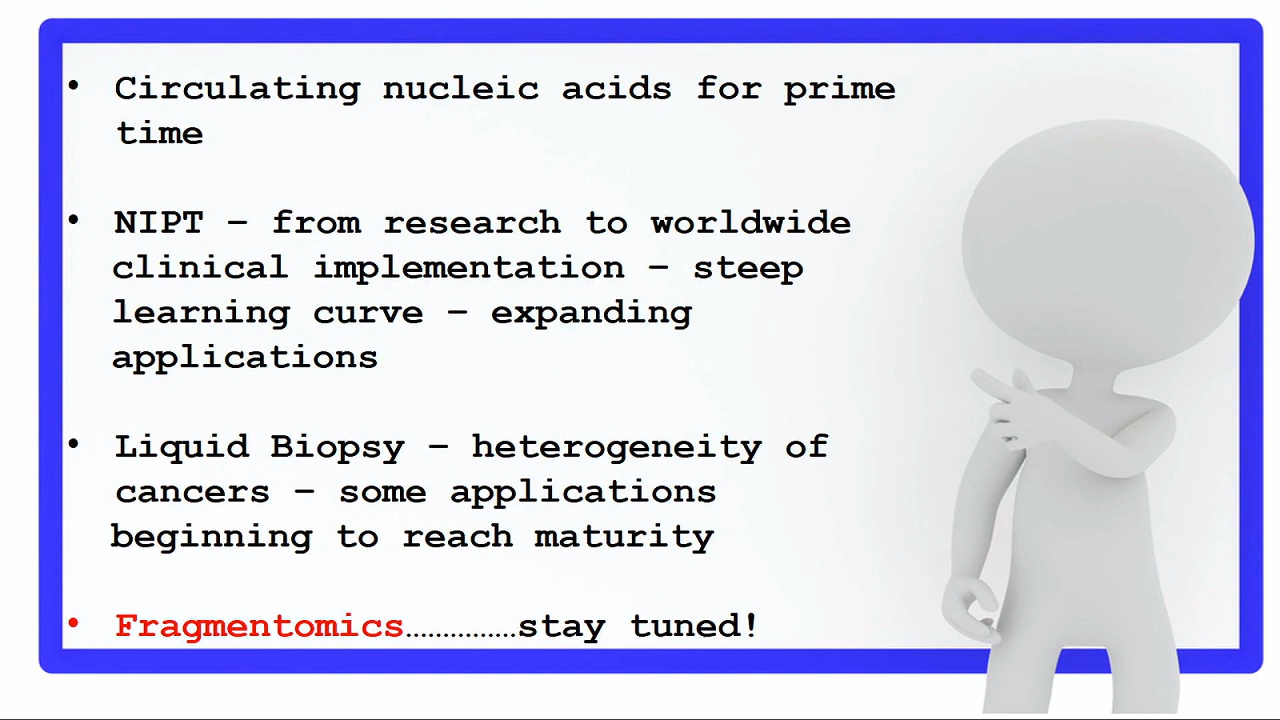 • Circulating nucleic acids for prime
time
• NIPT – from research to worldwide
clinical implementation – steep
learning curve – expanding
applications
• Liquid Biopsy – heterogeneity of
cancers – some applications
beginning to reach maturity
• Fragmentomics……………stay tuned!